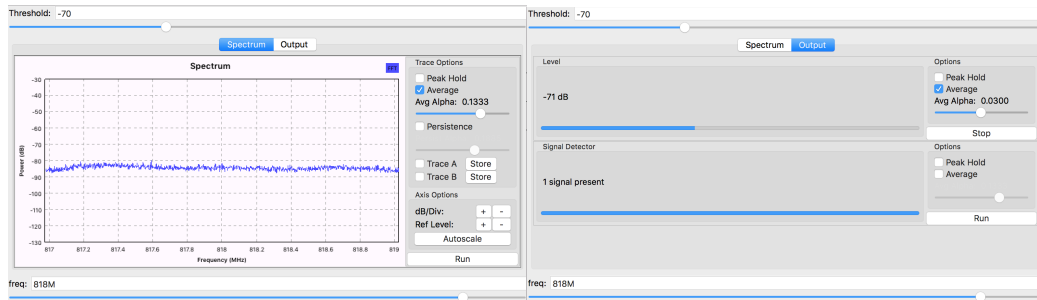 Threshold: -70
Spectrum Output
Spectrum
FFT
-30
-40
-50
-60
-70
-80
-90
-100
-110
-120
-130
Power (dB)
817 817.2 817.4 817.6 817.8 818 818.2 818.4 818.6 818.8 819
Frequency (MHz)
Trace Options
Peak Hold
Average
Avg Alpha: 0.1333
Persistence
Trace A Store
Trace B Store
Axis Options
dB/Div: + -
Ref Level: + -
Autoscale
Run
freq: 818M
Threshold: -70
Spectrum Output
Level
-71 dB
Options
Peak Hold
Average
Avg Alpha: 0.0300
Stop
Signal Detector
1 signal present
Options
Peak Hold
Average
Run
freq: 818M